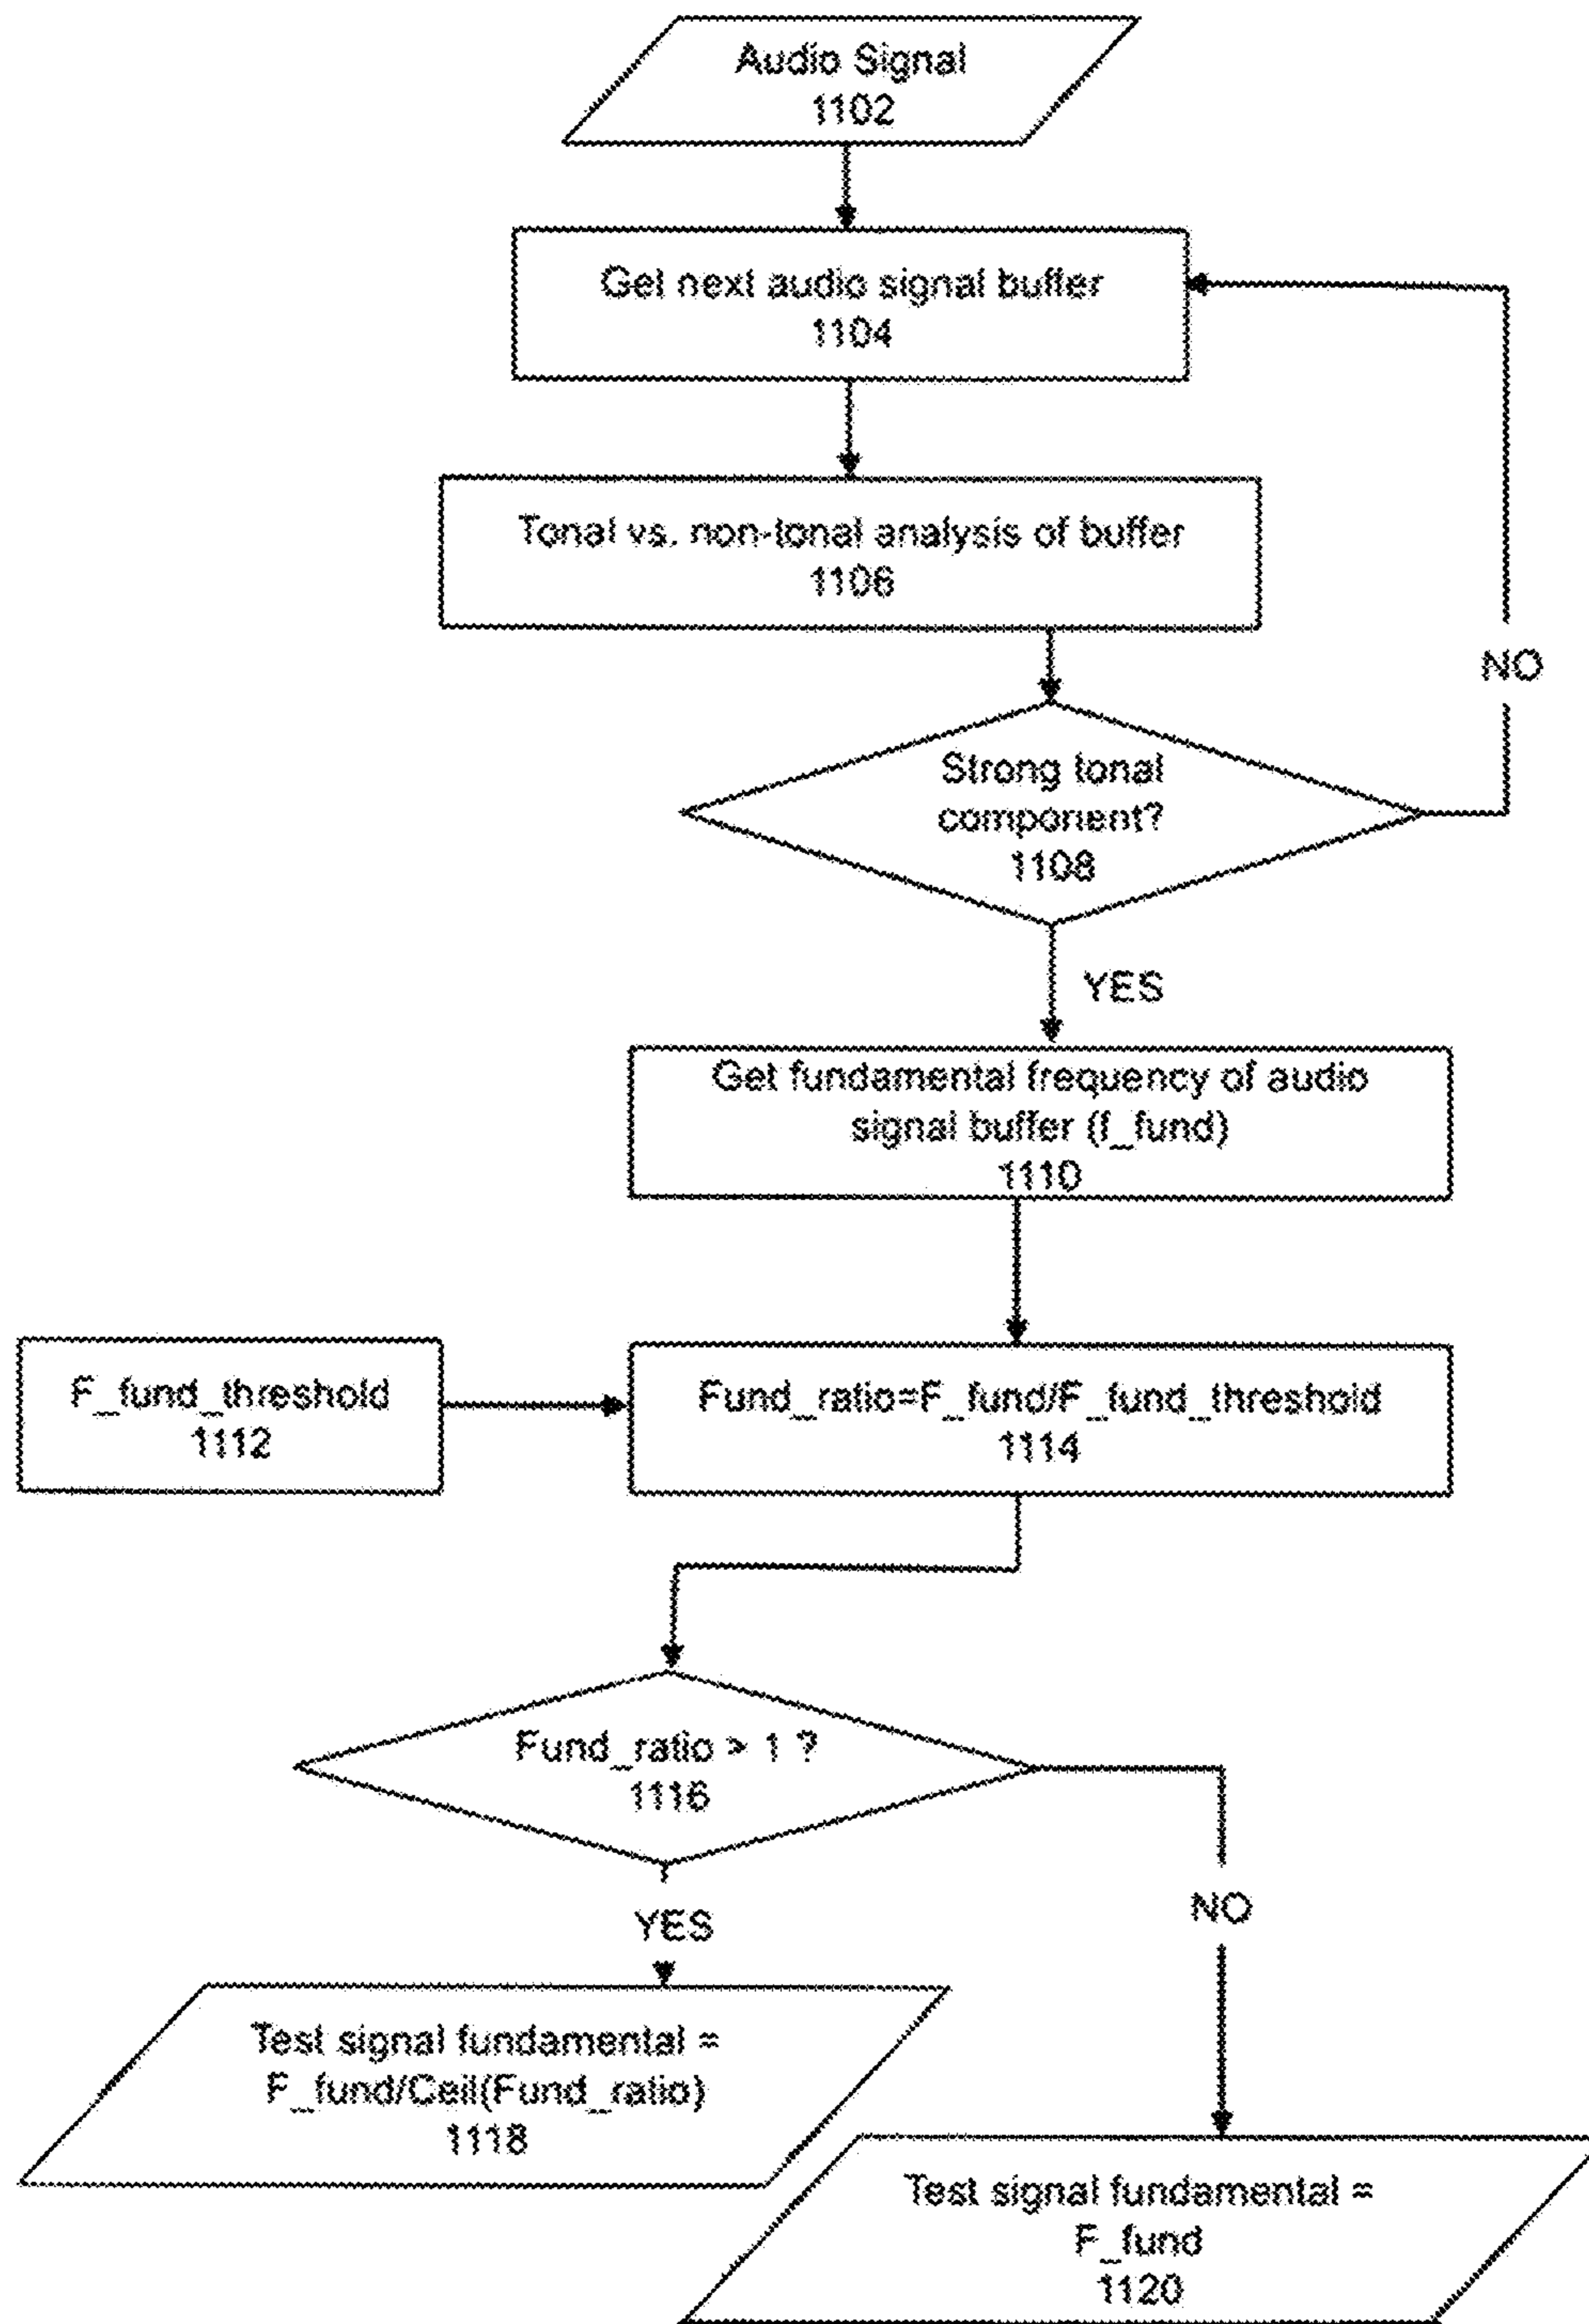 Audio Signal
1102
Get next audio signal buffer
1104
Tonal vs. non-tonal analysis of buffer
1106
NO
Strong tonal
component?
1108
YES
Get fundamental frequency of audio
signal buffer (f_fund)
1110
F_fund_threshold
1112
Fund_ratio=F_fund/F_fund_threshold
1114
Fund_ratio > 1 ?
1116
YES
NO
Test signal fundamental =
F_fund/Ceil(Fund_ratio)
1118
Test signal fundamental =
F_fund
1120